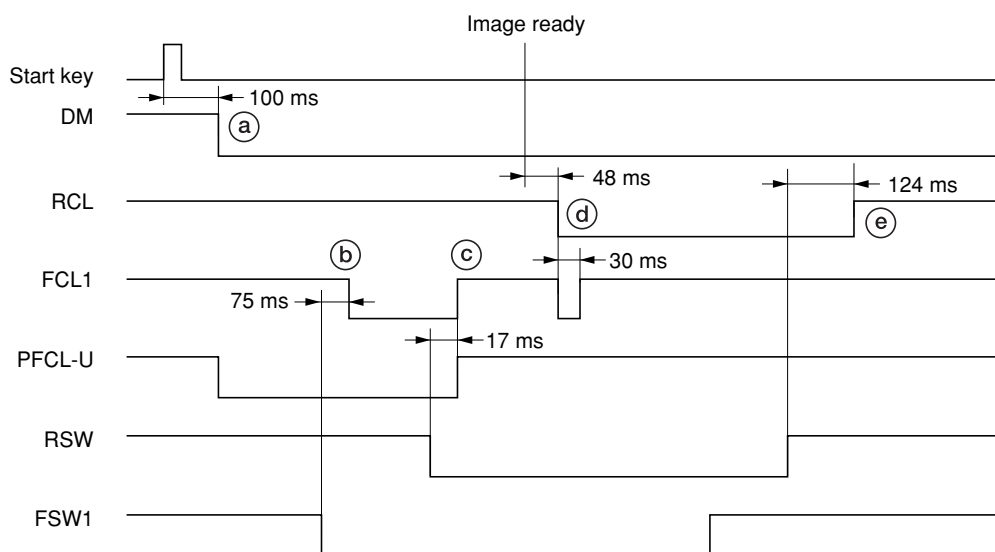 Image ready
Start key
100 ms
DM
a
48 ms
124 ms
RCL
d
e
b
c
30 ms
FCL1
75 ms
17 ms
PFCL-U
RSW
FSW1